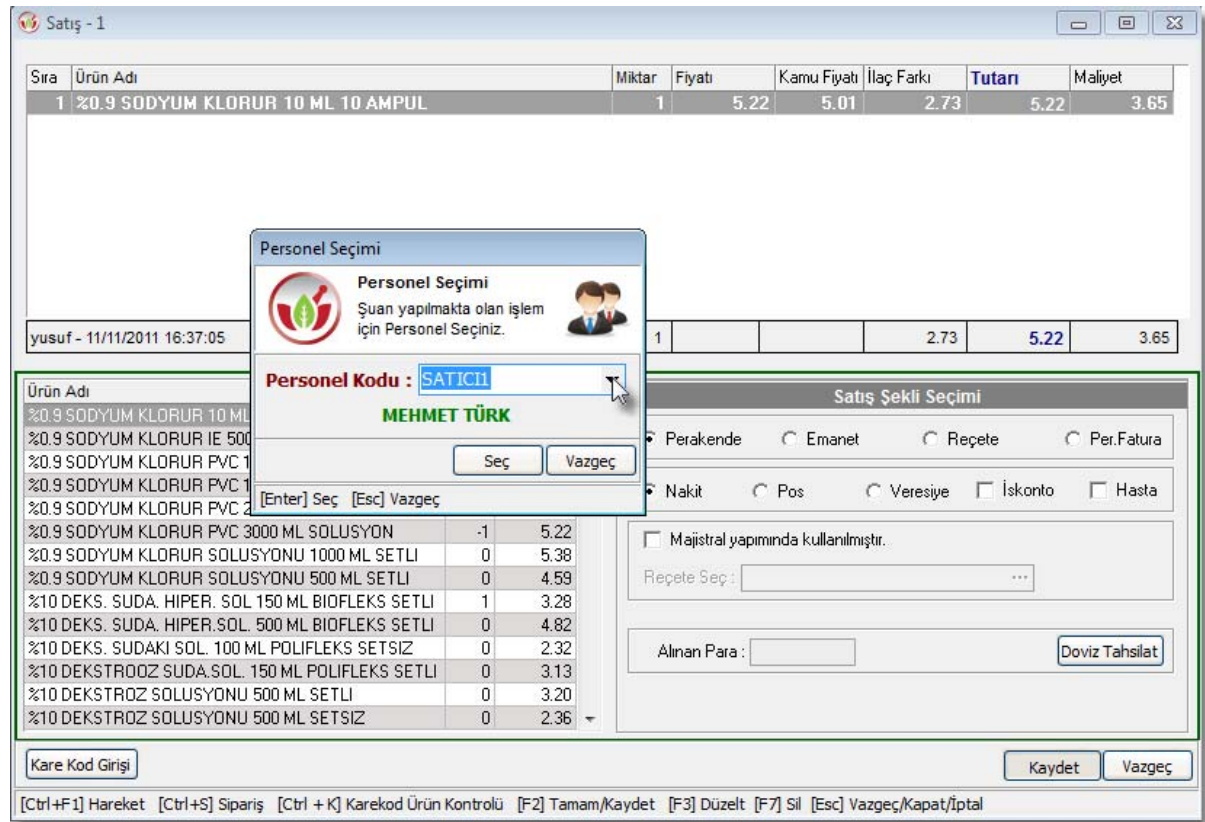 Satış - 1
Sıra Ürün Adı Miktar Fiyatı Kamu Fiyatı İlaç Farkı Tutarı Maliyet
1 %0.9 SODYUM KLORUR 10 ML 10 AMPUL 1 5.22 5.01 2.73 5.22 3.65
yusuf - 11/11/2011 16:37:05 1 2.73 5.22 3.65
Personel Seçimi
Personel Seçimi
Şuan yapılmakta olan işlem
için Personel Seçiniz.
Personel Kodu : SATICI1
MEHMET TÜRK
Seç Vazgeç
[Enter] Seç [Esc] Vazgeç
Ürün Adı
%0.9 SODYUM KLORUR 10 ML
%0.9 SODYUM KLORUR IE 500
%0.9 SODYUM KLORUR PVC 1
%0.9 SODYUM KLORUR PVC 1
%0.9 SODYUM KLORUR PVC 2
%0.9 SODYUM KLORUR PVC 3000 ML SOLUSYON -1 5.22
%0.9 SODYUM KLORUR SOLUSYONU 1000 ML SETLI 0 5.38
%0.9 SODYUM KLORUR SOLUSYONU 500 ML SETLI 0 4.59
%10 DEKS. SUDA. HIPER. SOL 150 ML BIOFLEKS SETLI 1 3.28
%10 DEKS. SUDA. HIPER.SOL. 500 ML BIOFLEKS SETLI 0 4.82
%10 DEKS. SUDAKI SOL. 100 ML POLIFLEKS SETSIZ 0 2.32
%10 DEKSTROOZ SUDA.SOL. 150 ML POLIFLEKS SETLI 0 3.13
%10 DEKSTROZ SOLUSYONU 500 ML SETLI 0 3.20
%10 DEKSTROZ SOLUSYONU 500 ML SETSIZ 0 2.36
Satış Şekli Seçimi
Perakende Emanet Reçete Per.Fatura
Nakit Pos Veresiye İskonto Hasta
Majistral yapımında kullanılmıştır.
Reçete Seç : ...
Alınan Para : Doviz Tahsilat
Kare Kod Girişi Kaydet Vazgeç
[Ctrl+F1] Hareket [Ctrl+S] Sipariş [Ctrl + K] Karekod Ürün Kontrolü [F2] Tamam/Kaydet [F3] Düzelt [F7] Sil [Esc] Vazgeç/Kapat/İptal